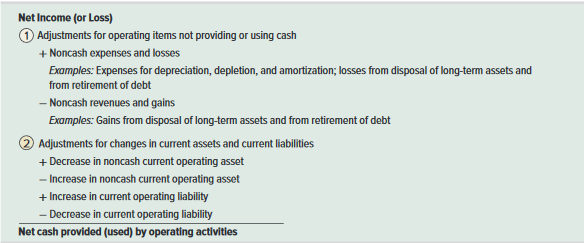 Net Income (or Loss)
1 Adjustments for operating items not providing or using cash
+ Noncash expenses and losses
Examples: Expenses for depreciation, depletion, and amortization; losses from disposal of long-term assets and
from retirement of debt
− Noncash revenues and gains
Examples: Gains from disposal of long-term assets and from retirement of debt
2 Adjustments for changes in current assets and current liabilities
+ Decrease in noncash current operating asset
− Increase in noncash current operating asset
+ Increase in current operating liability
− Decrease in current operating liability
Net cash provided (used) by operating activities